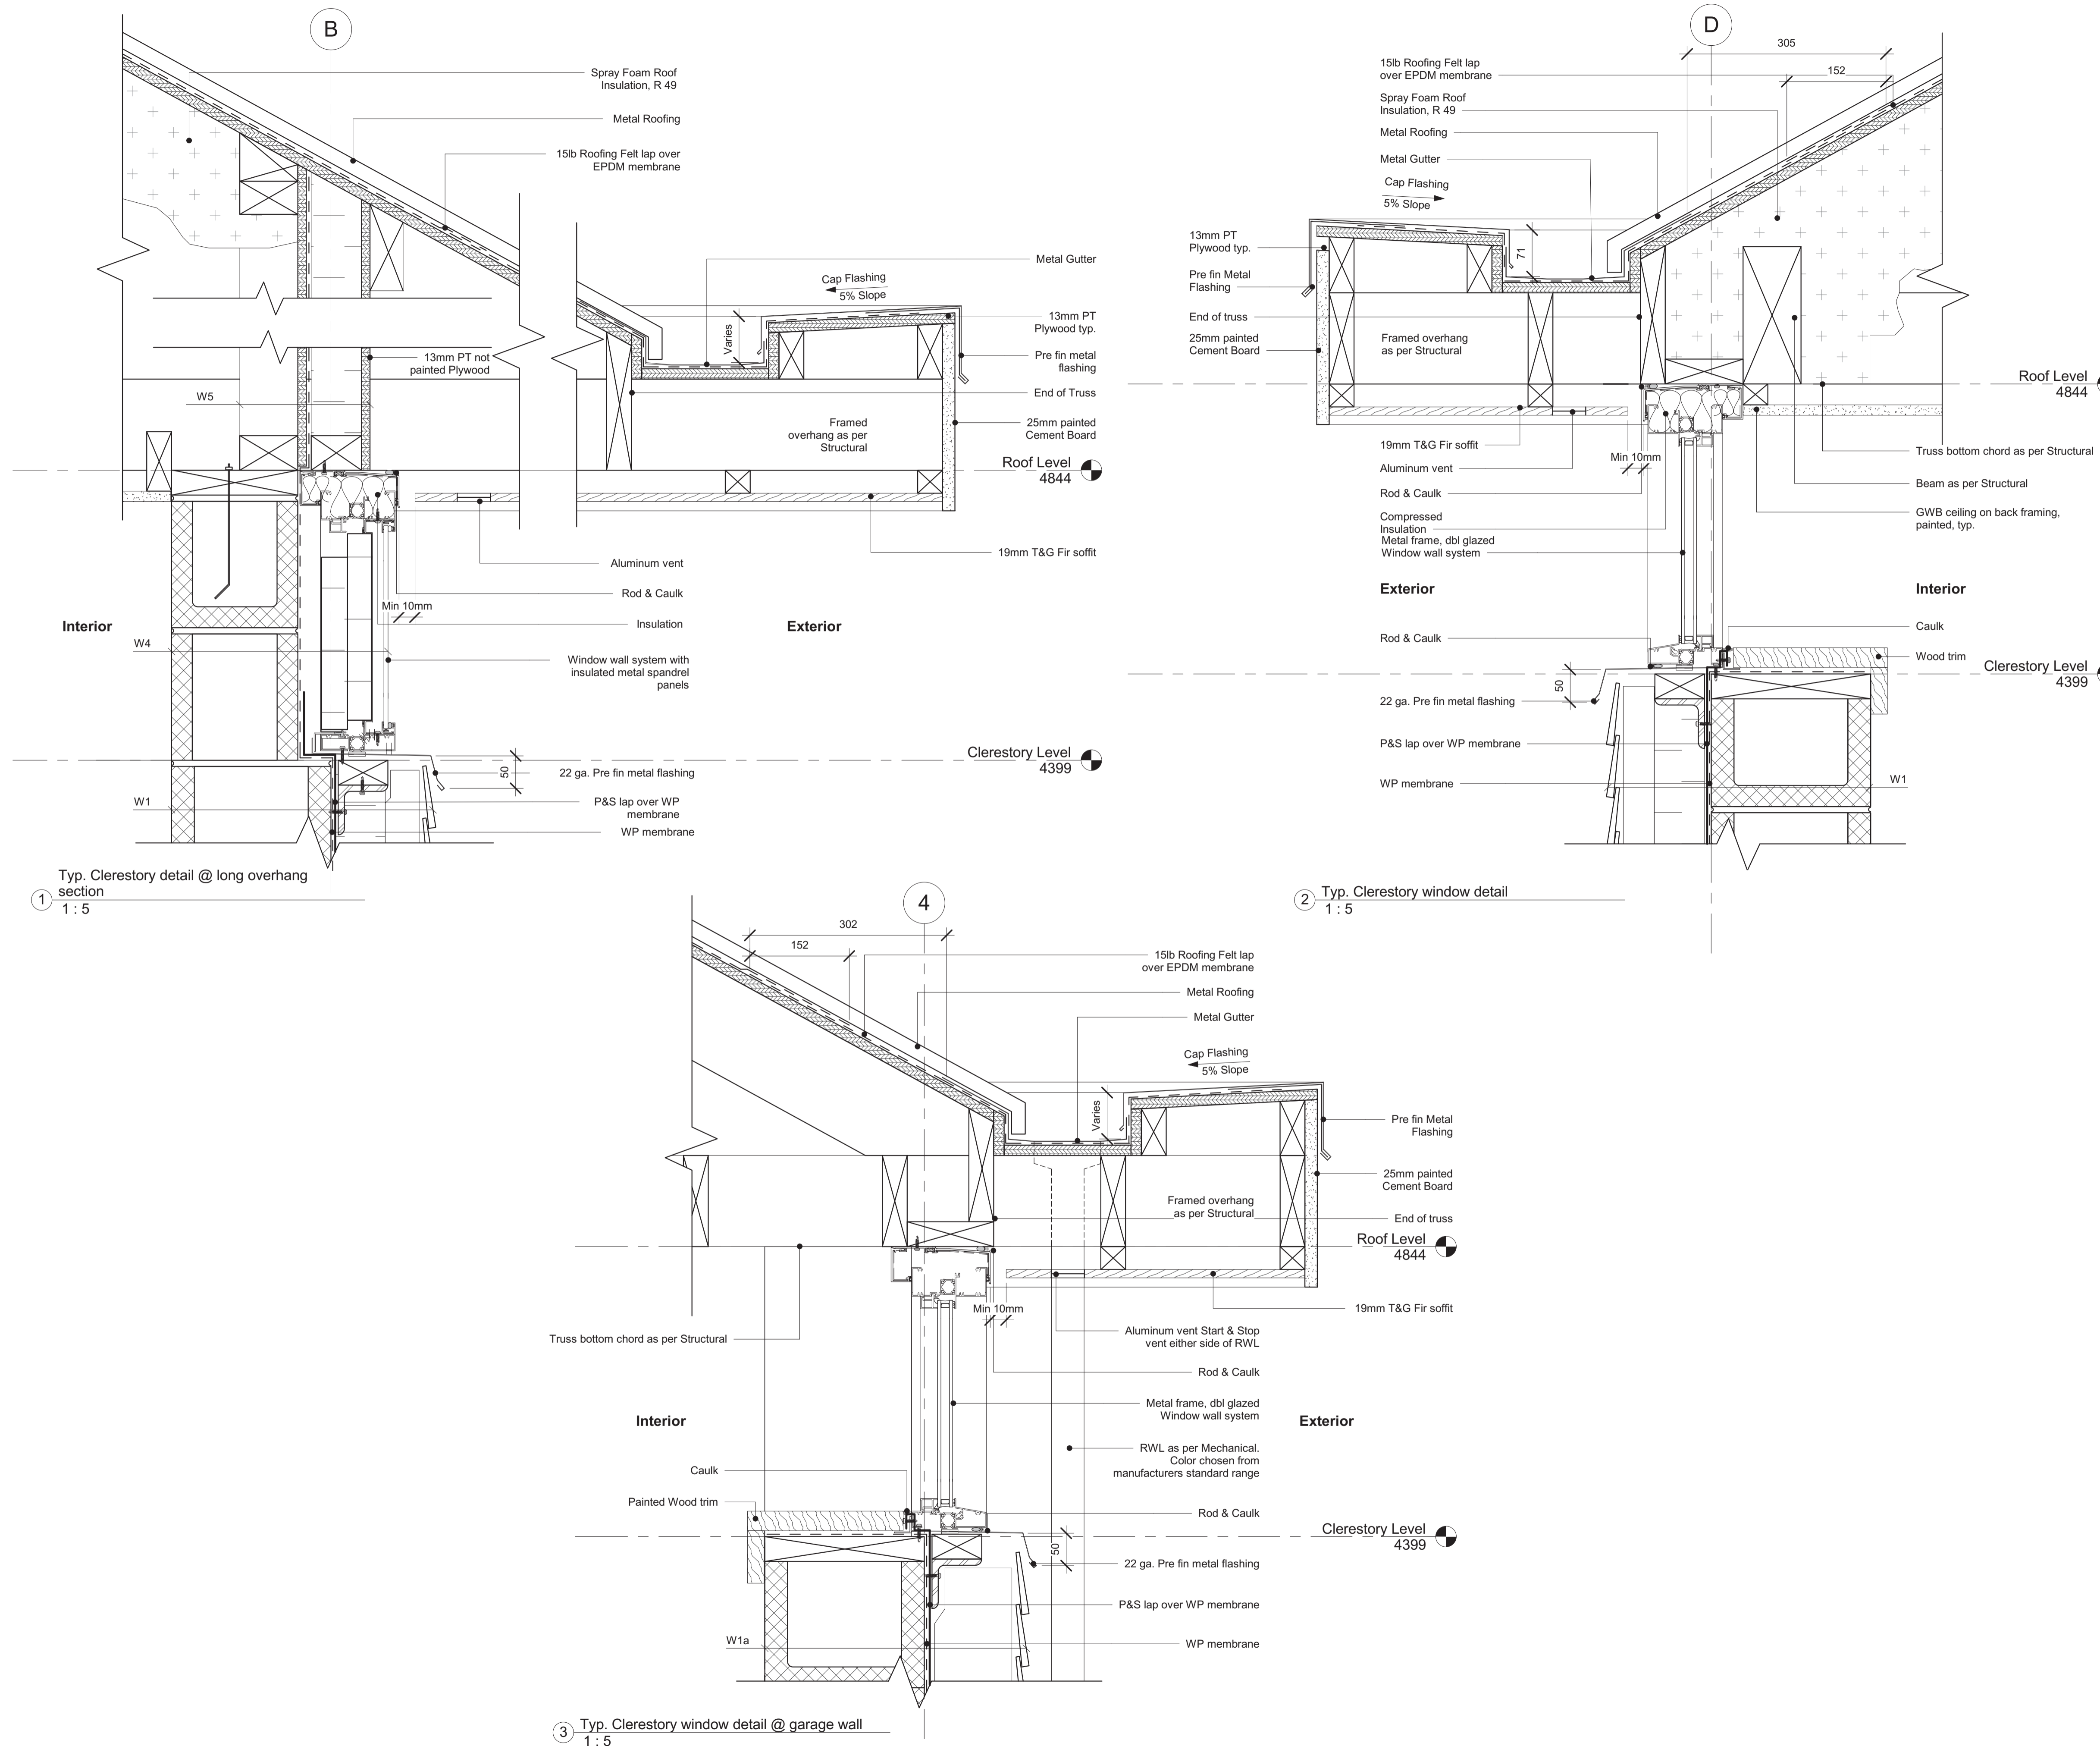 B
Spray Foam Roof
Insulation, R 49
Metal Roofing
15lb Roofing Felt lap over
EPDM membrane
Metal Gutter
Cap Flashing
5% Slope
Varies
13mm PT
Plywood typ.
13mm PT not
painted Plywood
Pre fin metal
flashing
W5
End of Truss
Framed
overhang as per
Structural
25mm painted
Cement Board
Roof Level
4844
19mm T&G Fir soffit
Aluminum vent
Rod & Caulk
Min 10mm
Interior
Insulation
Exterior
W4
Window wall system with
insulated metal spandrel
panels
Clerestory Level
4399
50
22 ga. Pre fin metal flashing
W1
P&S lap over WP
membrane
WP membrane
1
Typ. Clerestory detail @ long overhang
section
1 : 5
D
305
15lb Roofing Felt lap
over EPDM membrane
152
Spray Foam Roof
Insulation, R 49
Metal Roofing
Metal Gutter
Cap Flashing
5% Slope
13mm PT
Plywood typ.
71
Pre fin Metal
Flashing
End of truss
25mm painted
Cement Board
Framed overhang
as per Structural
Roof Level
4844
19mm T&G Fir soffit
Min 10mm
Truss bottom chord as per Structural
Aluminum vent
Beam as per Structural
Rod & Caulk
Compressed
Insulation
GWB ceiling on back framing,
painted, typ.
Metal frame, dbl glazed
Window wall system
Exterior
Interior
Caulk
Rod & Caulk
Wood trim
Clerestory Level
4399
50
22 ga. Pre fin metal flashing
P&S lap over WP membrane
WP membrane
W1
2
Typ. Clerestory window detail
1 : 5
4
302
152
15lb Roofing Felt lap
over EPDM membrane
Metal Roofing
Metal Gutter
Cap Flashing
5% Slope
Varies
Pre fin Metal
Flashing
25mm painted
Cement Board
Framed overhang
as per Structural
End of truss
Roof Level
4844
Min 10mm
19mm T&G Fir soffit
Truss bottom chord as per Structural
Aluminum vent Start & Stop
vent either side of RWL
Rod & Caulk
Metal frame, dbl glazed
Window wall system
Interior
Exterior
RWL as per Mechanical.
Color chosen from
manufacturers standard range
Caulk
Painted Wood trim
Rod & Caulk
Clerestory Level
4399
50
22 ga. Pre fin metal flashing
P&S lap over WP membrane
W1a
WP membrane
3
Typ. Clerestory window detail @ garage wall
1 : 5